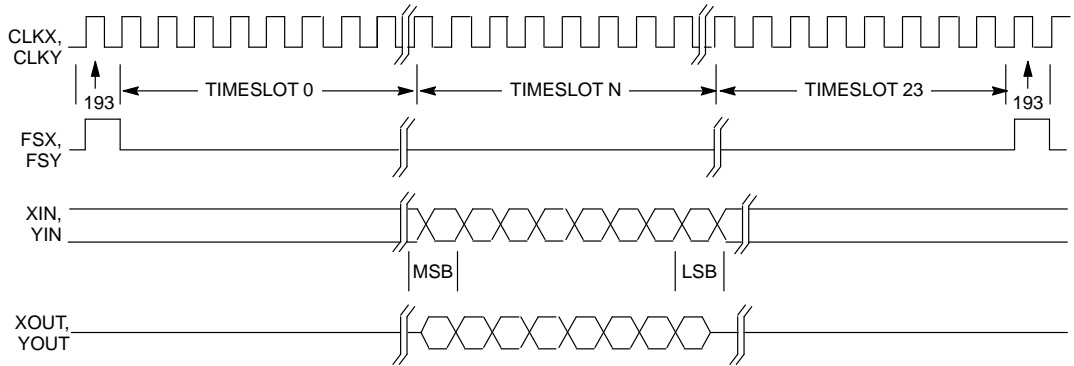 CLKX,
CLKY
193
TIMESLOT 0
TIMESLOT N
TIMESLOT 23
193
FSX,
FSY
XIN,
YIN
MSB
LSB
XOUT,
YOUT